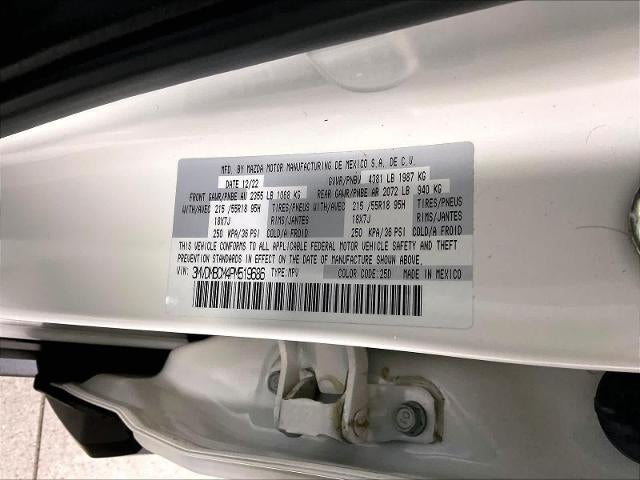 MFD. BY MAZDA MOTOR MANUFACTURING DE MEXICO S.A. DE C.V.
DATE 12/22 GVWR/PNBV 4381 LB 1987 KG
FRONT GAWR/PNBE AV 2355 LB 1068 KG REAR GAWR/PNBE AR 2072 LB 940 KG
WITH/AVEC 215 /55R18 95H TIRES/PNEUS WITH/AVEC 215 /55R18 95H TIRES/PNEUS
18X7J RIMS/JANTES 18X7J RIMS/JANTES
250 KPA/36 PSI COLD/A FROID 250 KPA/36 PSI COLD/A FROID
THIS VEHICLE CONFORMS TO ALL APPLICABLE FEDERAL MOTOR VEHICLE SAFETY AND THEFT
PREVENTION STANDARDS IN EFFECT ON THE DATE OF MANUFACTURE SHOWN ABOVE.
VIN: 3MVDMBCM4PM519686 TYPE:MPV COLOR CODE:25D MADE IN MEXICO